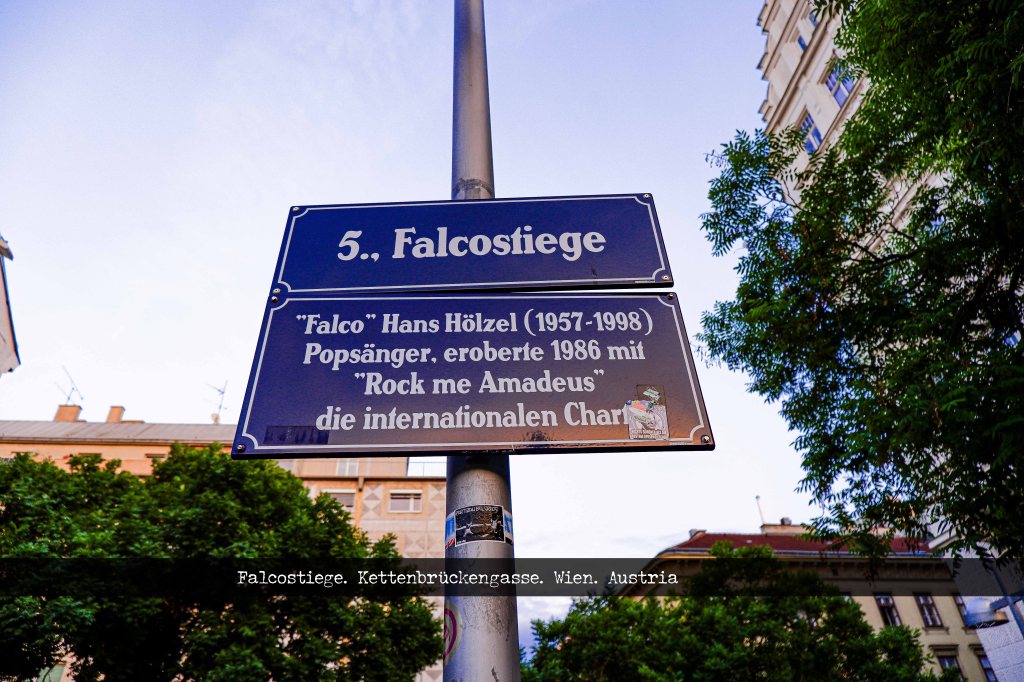 5., Falcostiege
"Falco" Hans Hölzel (1957-1998)
Popsänger, eroberte 1986 mit
"Rock me Amadeus"
die internationalen Chart
Falcostiege. Kettenbrückengasse. Wien. Austria